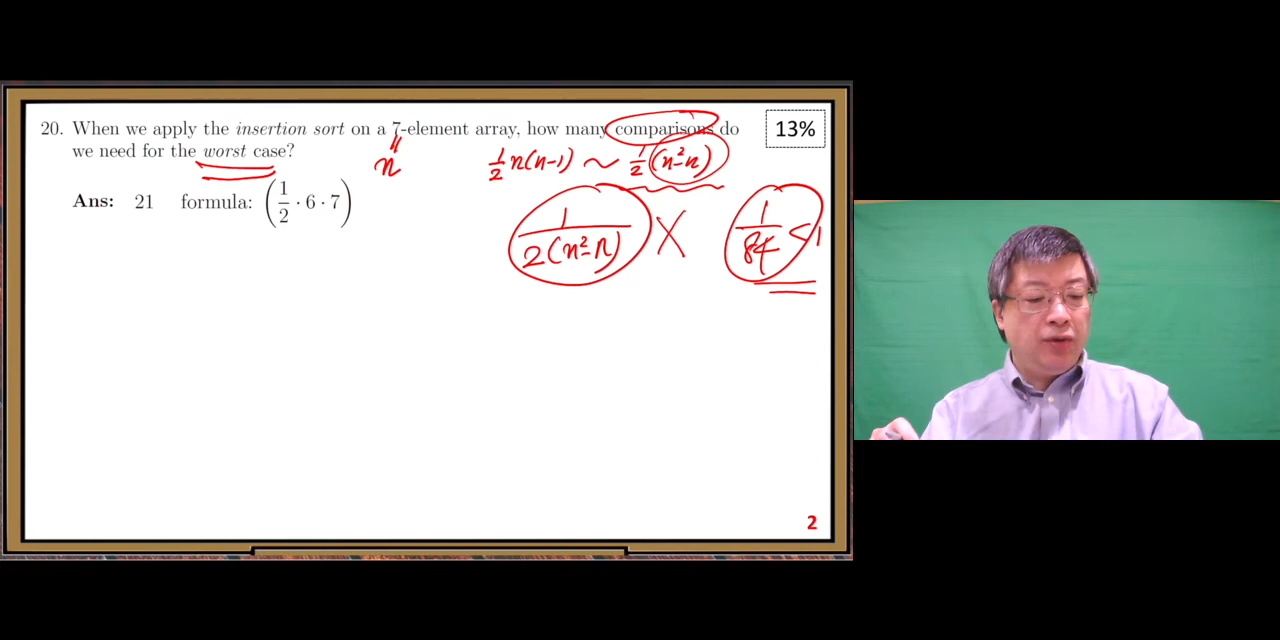 20. When we apply the insertion sort on a 7-element array, how many comparisons do
we need for the worst case?
13%
= n
1/2 n(n-1) ~ 1/2 (n²-n)
Ans: 21 formula: (1/2 · 6 · 7)
1/2(n²-n) X 1/84 <1
2